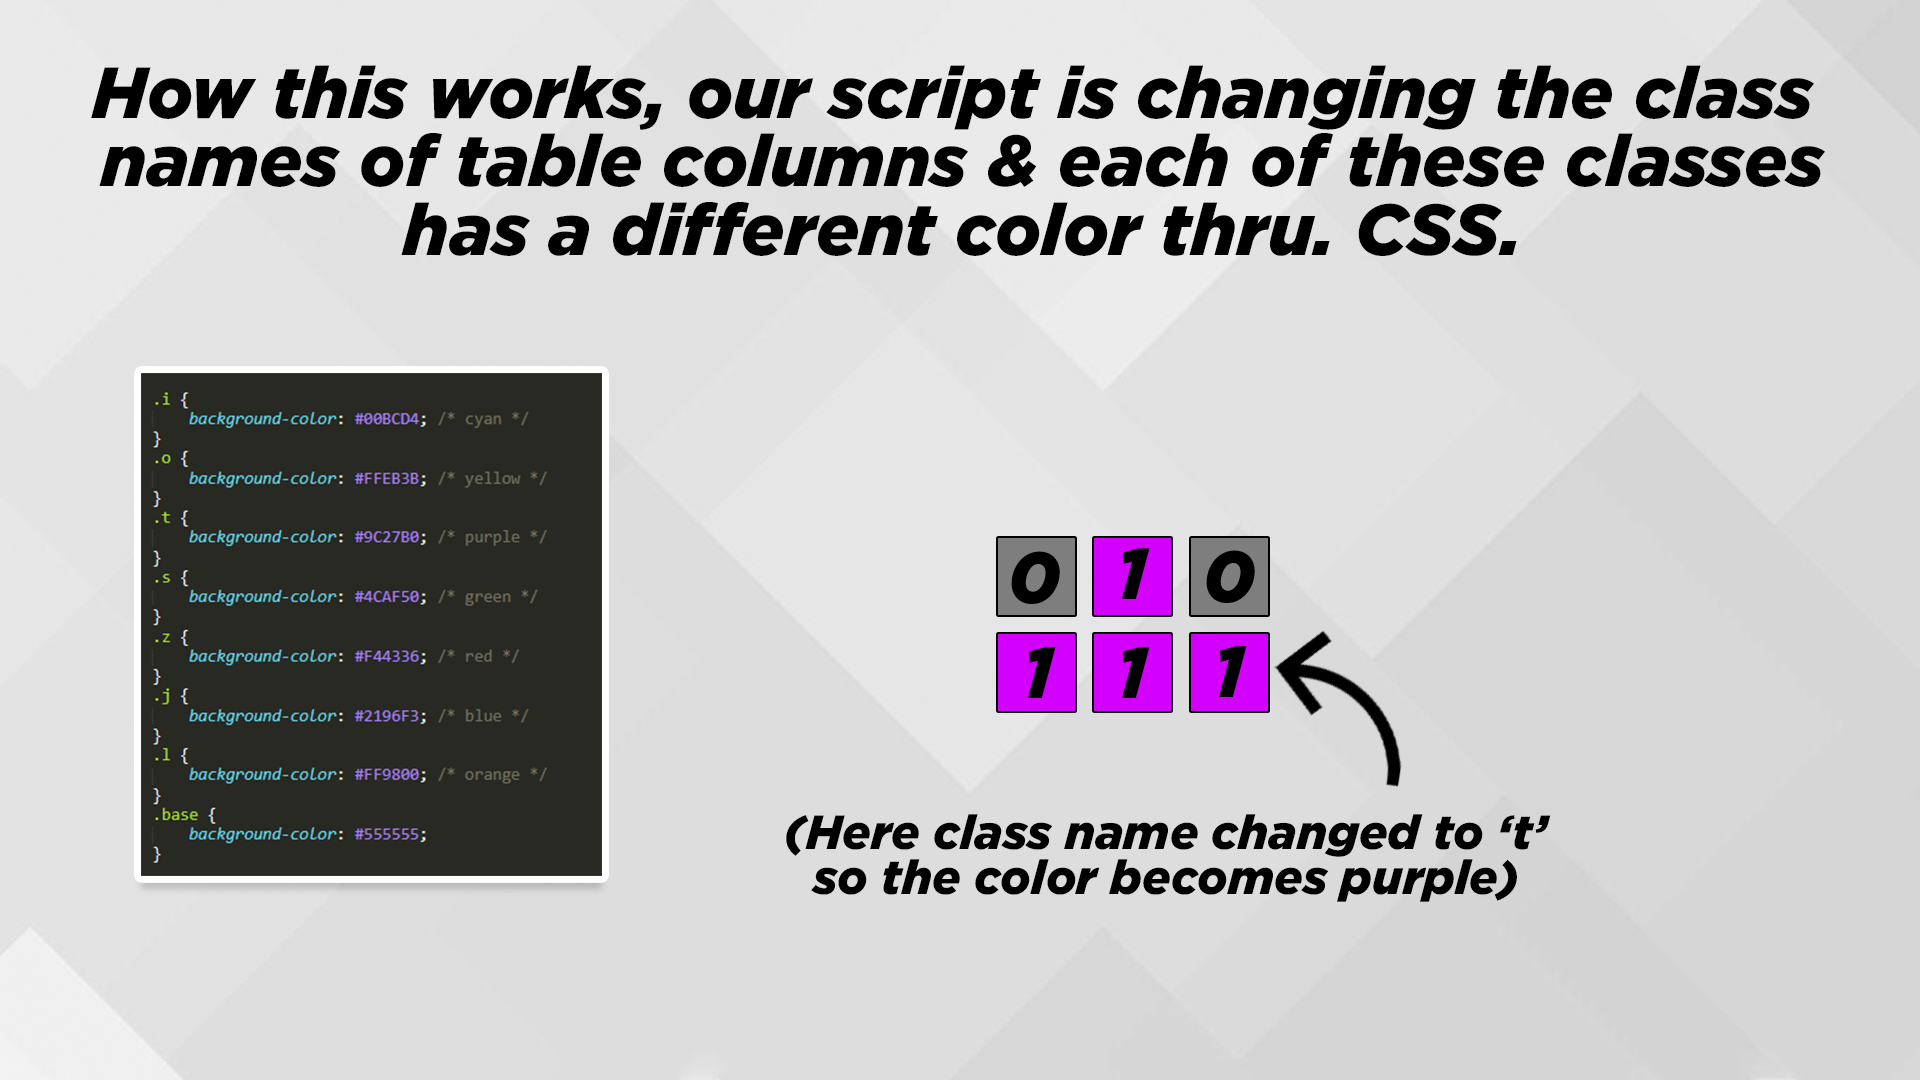 How this works, our script is changing the class
names of table columns & each of these classes
has a different color thru. CSS.
.i {
background-color: #00BCD4; /* cyan */
}
.o {
background-color: #FFEB3B; /* yellow */
}
.t {
background-color: #9C27B0; /* purple */
}
.s {
background-color: #4CAF50; /* green */
}
.z {
background-color: #F44336; /* red */
}
.j {
background-color: #2196F3; /* blue */
}
.l {
background-color: #FF9800; /* orange */
}
.base {
background-color: #555555;
}
0 1 0
1 1 1
(Here class name changed to ‘t’
so the color becomes purple)